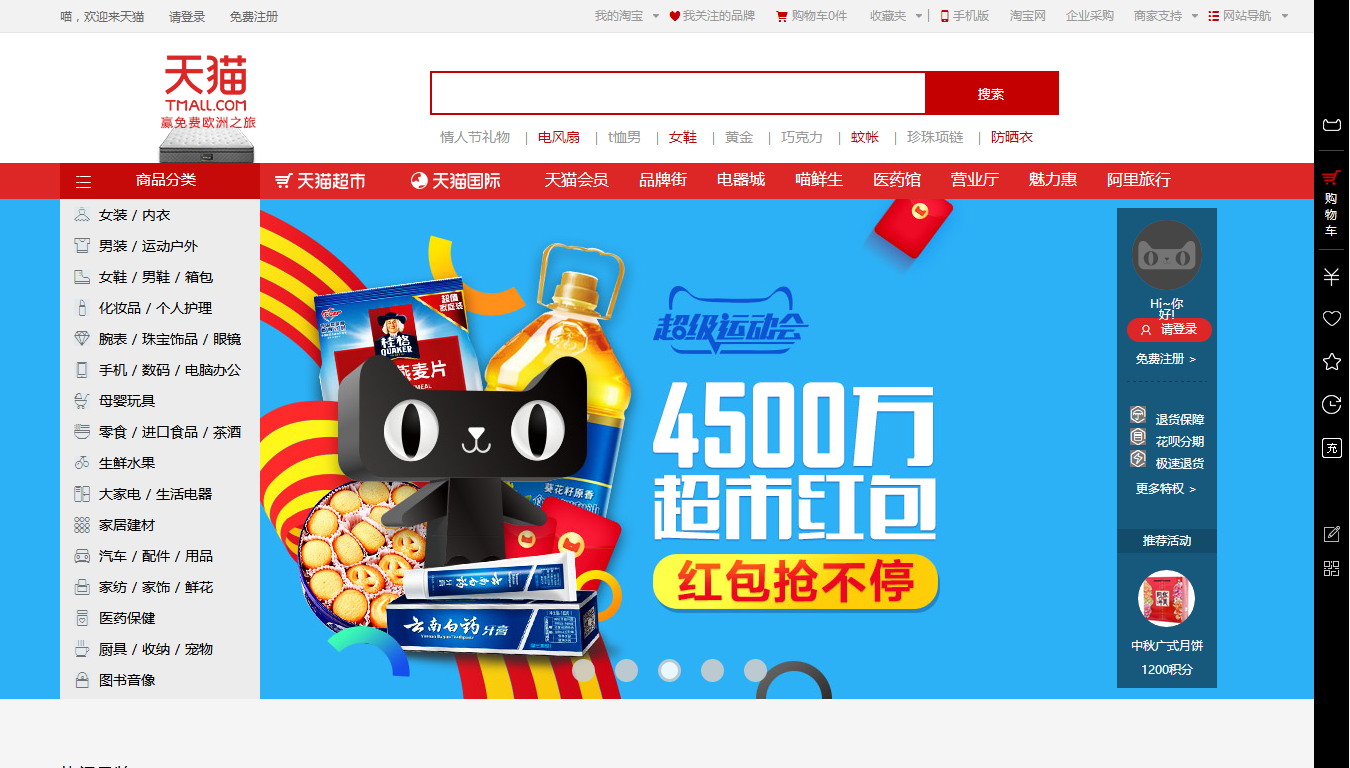 喵，欢迎来天猫 请登录 免费注册 我的淘宝 我关注的品牌 购物车0件 收藏夹 | 手机版 淘宝网 企业采购 商家支持 网站导航
天猫
TMALL.COM
赢免费欧洲之旅
搜索
情人节礼物 | 电风扇 | t恤男 | 女鞋 | 黄金 | 巧克力 | 蚊帐 | 珍珠项链 | 防晒衣
商品分类 天猫超市 天猫国际 天猫会员 品牌街 电器城 喵鲜生 医药馆 营业厅 魅力惠 阿里旅行
女装 / 内衣
男装 / 运动户外
女鞋 / 男鞋 / 箱包
化妆品 / 个人护理
腕表 / 珠宝饰品 / 眼镜
手机 / 数码 / 电脑办公
母婴玩具
零食 / 进口食品 / 茶酒
生鲜水果
大家电 / 生活电器
家居建材
汽车 / 配件 / 用品
家纺 / 家饰 / 鲜花
医药保健
厨具 / 收纳 / 宠物
图书音像
超值
家庭装
桂格
QUAKER
燕麦片
葵花籽原香
云南白药
云南白药牙膏
超级运动会
4500万
超市红包
红包抢不停
Hi~你
好!
请登录
免费注册 >
退货保障
花呗分期
极速退货
更多特权 >
推荐活动
中秋广式月饼
1200积分
购
物
车
充